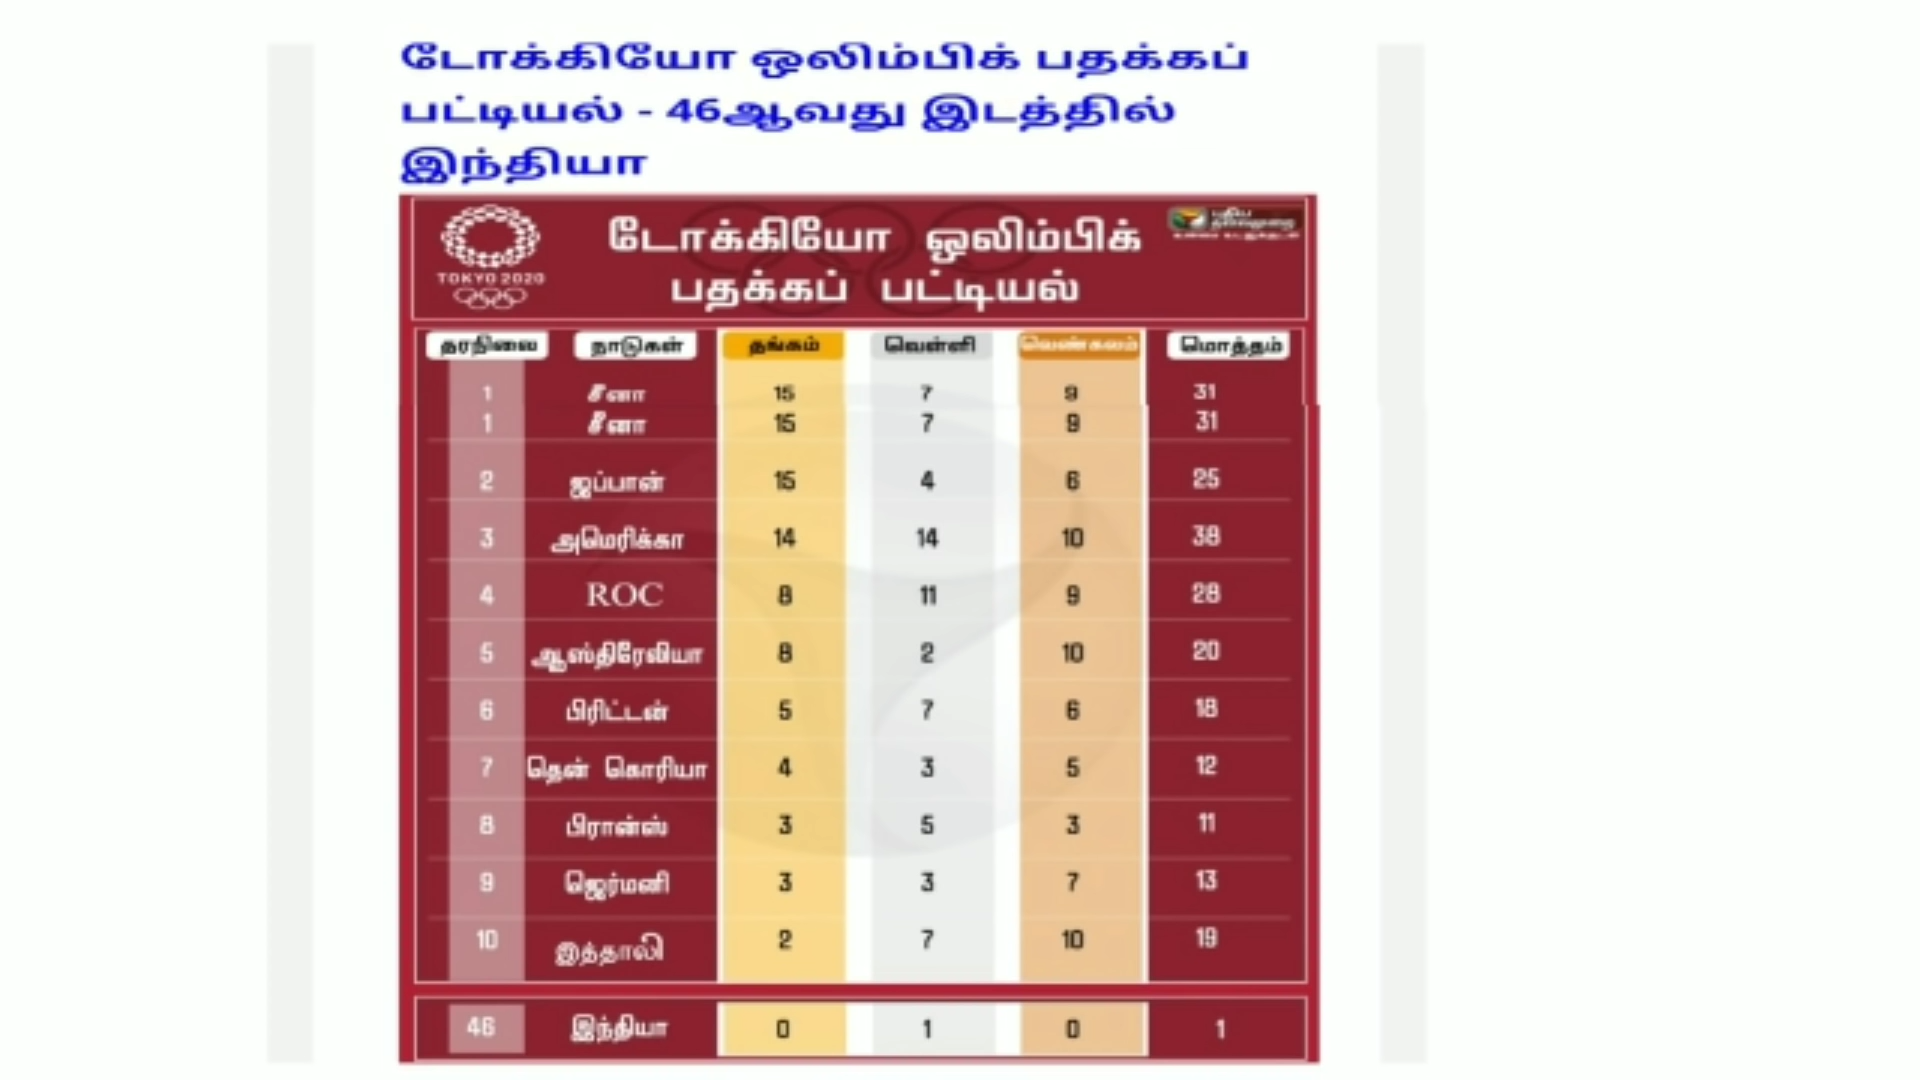 டோக்கியோ ஒலிம்பிக் பதக்கப்
பட்டியல் - 46ஆவது இடத்தில்
இந்தியா
டோக்கியோ ஒலிம்பிக்
பதக்கப் பட்டியல்
TOKYO 2020
புதிய
தலைமுறை
தரநிலை நாடுகள் தங்கம் வெள்ளி வெண்கலம் மொத்தம்
1 சீனா 15 7 9 31
1 சீனா 15 7 9 31
2 ஜப்பான் 15 4 6 25
3 அமெரிக்கா 14 14 10 38
4 ROC 8 11 9 28
5 ஆஸ்திரேலியா 8 2 10 20
6 பிரிட்டன் 5 7 6 18
7 தென் கொரியா 4 3 5 12
8 பிரான்ஸ் 3 5 3 11
9 ஜெர்மனி 3 3 7 13
10 இத்தாலி 2 7 10 19
46 இந்தியா 0 1 0 1